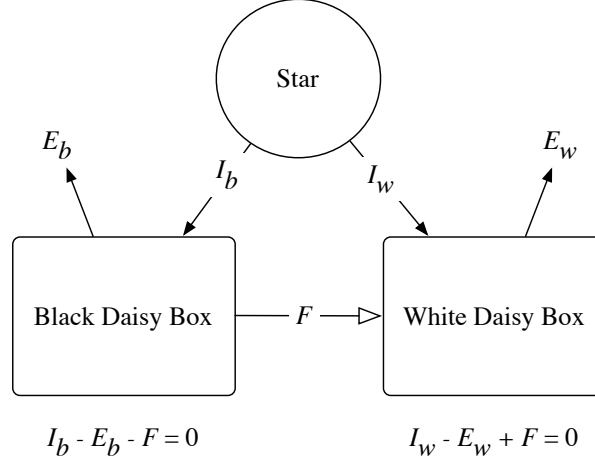 Star
E_b
E_w
I_b
I_w
Black Daisy Box
F
White Daisy Box
I_b - E_b - F = 0
I_w - E_w + F = 0